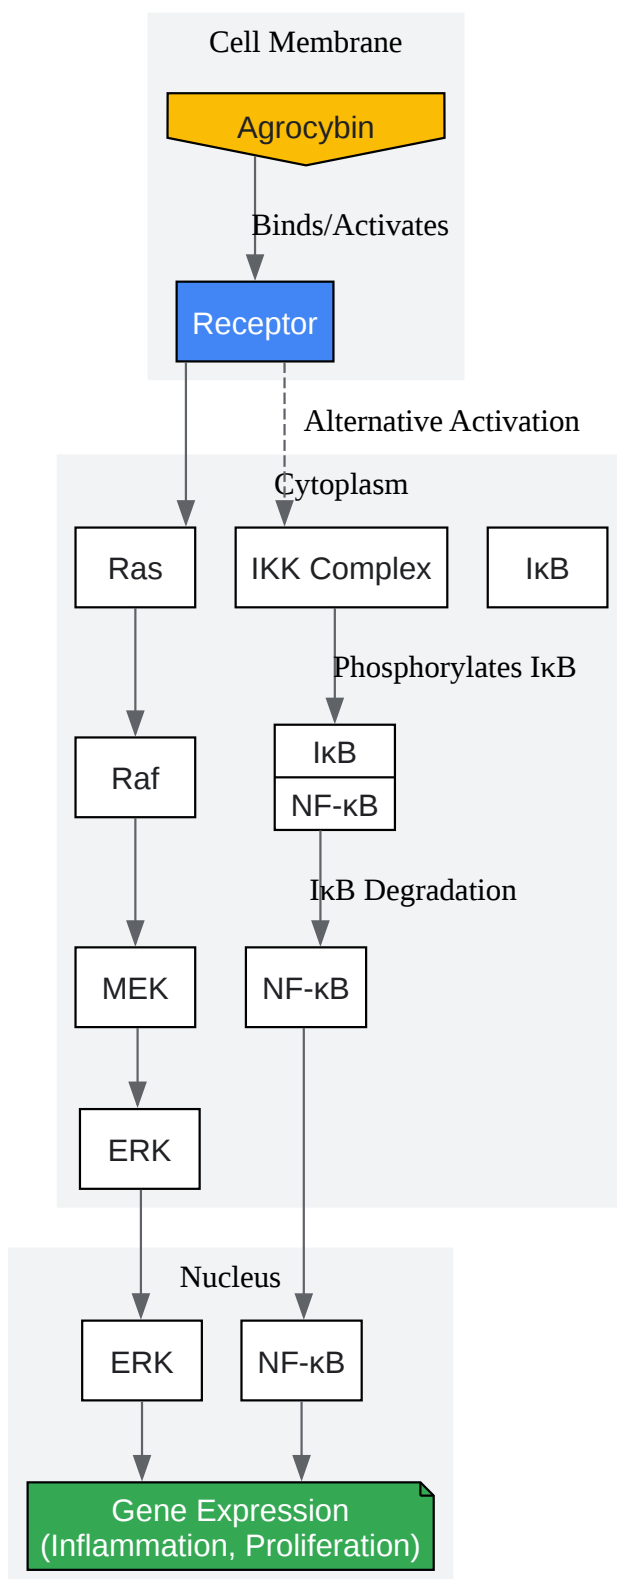 Cell Membrane
Agrocybin
Binds/Activates
Receptor
Alternative Activation
Cytoplasm
Ras
IKK Complex
IκB
Phosphorylates IκB
Raf
IκB
NF-κB
IκB Degradation
MEK
NF-κB
ERK
Nucleus
ERK
NF-κB
Gene Expression
(Inflammation, Proliferation)